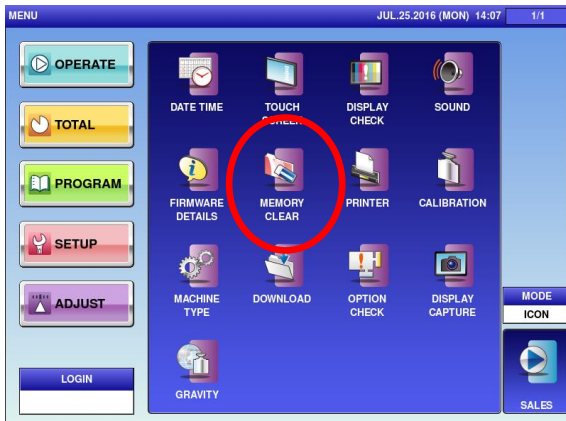 MENU
JUL.25.2016 (MON) 14:07
1/1
OPERATE
TOTAL
PROGRAM
SETUP
ADJUST
LOGIN
DATE TIME
TOUCH
SCREEN
DISPLAY
CHECK
SOUND
FIRMWARE
DETAILS
MEMORY
CLEAR
PRINTER
CALIBRATION
MACHINE
TYPE
DOWNLOAD
OPTION
CHECK
DISPLAY
CAPTURE
GRAVITY
MODE
ICON
SALES